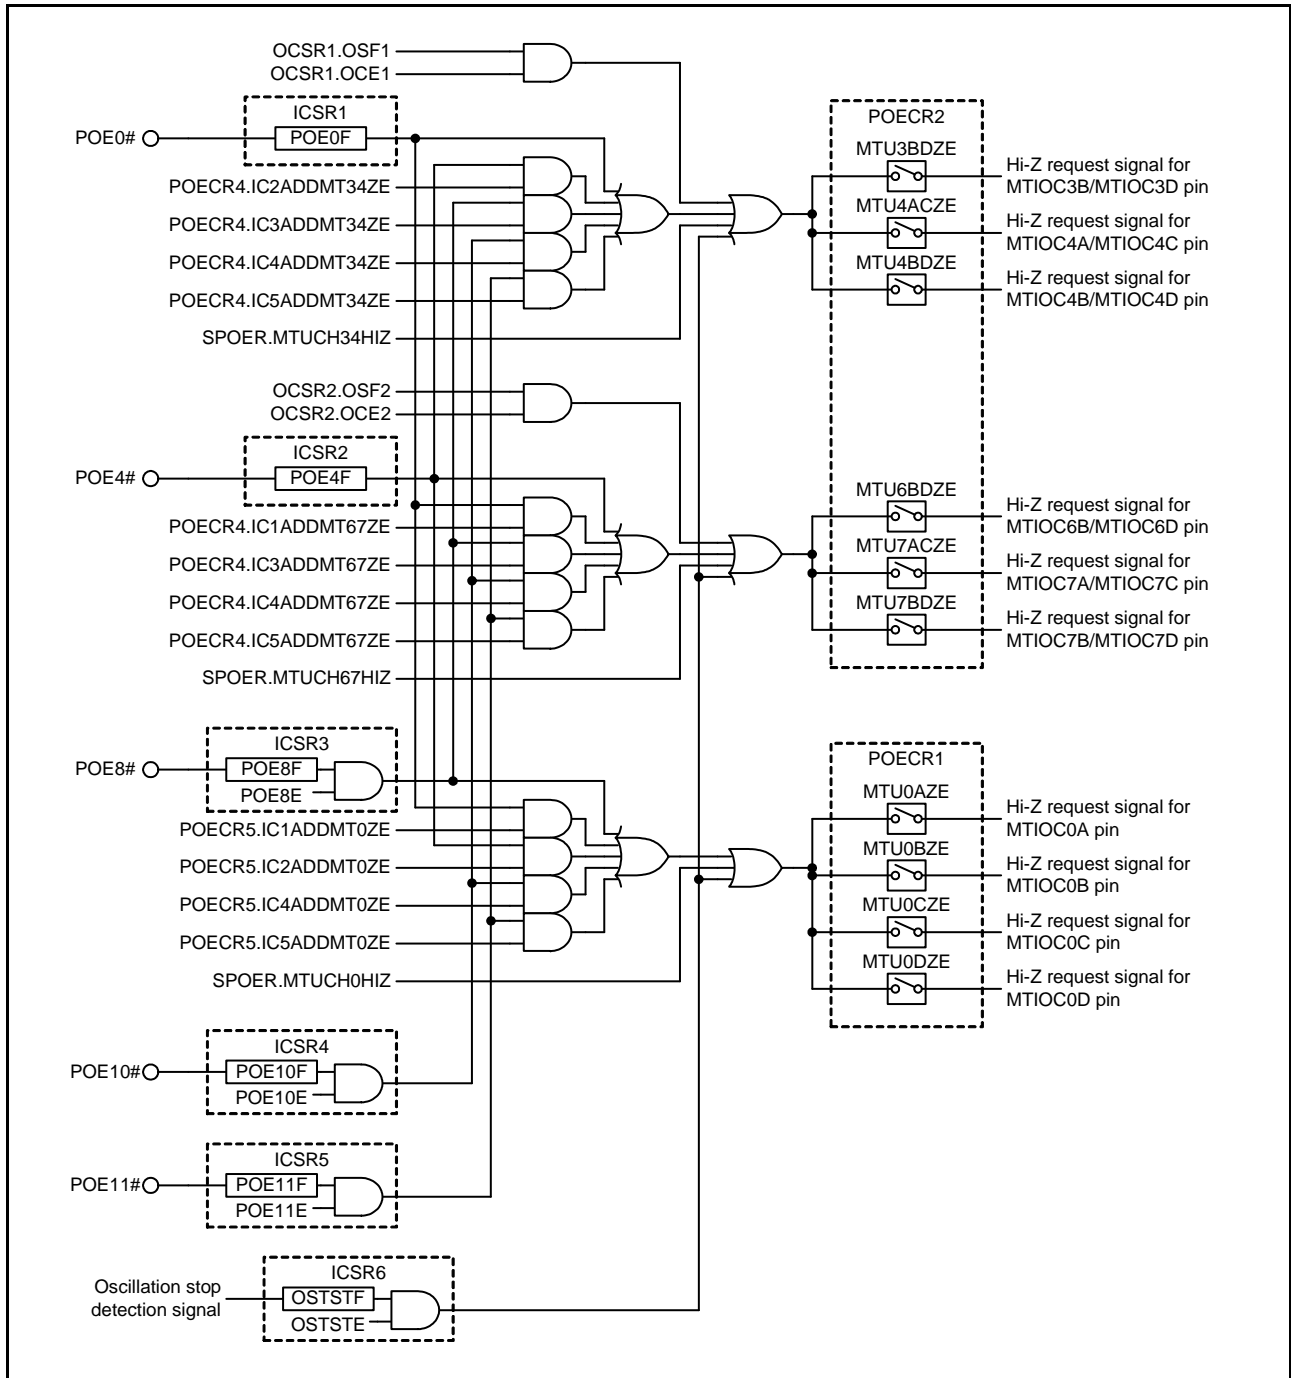 OCSR1.OSF1
OCSR1.OCE1
ICSR1
POE0#
POE0F
POECR4.IC2ADDMT34ZE
POECR4.IC3ADDMT34ZE
POECR4.IC4ADDMT34ZE
POECR4.IC5ADDMT34ZE
SPOER.MTUCH34HIZ
POECR2
MTU3BDZE
Hi-Z request signal for
MTIOC3B/MTIOC3D pin
MTU4ACZE
Hi-Z request signal for
MTIOC4A/MTIOC4C pin
MTU4BDZE
Hi-Z request signal for
MTIOC4B/MTIOC4D pin
OCSR2.OSF2
OCSR2.OCE2
ICSR2
POE4#
POE4F
POECR4.IC1ADDMT67ZE
POECR4.IC3ADDMT67ZE
POECR4.IC4ADDMT67ZE
POECR4.IC5ADDMT67ZE
SPOER.MTUCH67HIZ
MTU6BDZE
Hi-Z request signal for
MTIOC6B/MTIOC6D pin
MTU7ACZE
Hi-Z request signal for
MTIOC7A/MTIOC7C pin
MTU7BDZE
Hi-Z request signal for
MTIOC7B/MTIOC7D pin
ICSR3
POE8#
POE8F
POE8E
POECR5.IC1ADDMT0ZE
POECR5.IC2ADDMT0ZE
POECR5.IC4ADDMT0ZE
POECR5.IC5ADDMT0ZE
SPOER.MTUCH0HIZ
POECR1
MTU0AZE
Hi-Z request signal for
MTIOC0A pin
MTU0BZE
Hi-Z request signal for
MTIOC0B pin
MTU0CZE
Hi-Z request signal for
MTIOC0C pin
MTU0DZE
Hi-Z request signal for
MTIOC0D pin
ICSR4
POE10#
POE10F
POE10E
ICSR5
POE11#
POE11F
POE11E
ICSR6
Oscillation stop
detection signal
OSTSTF
OSTSTE